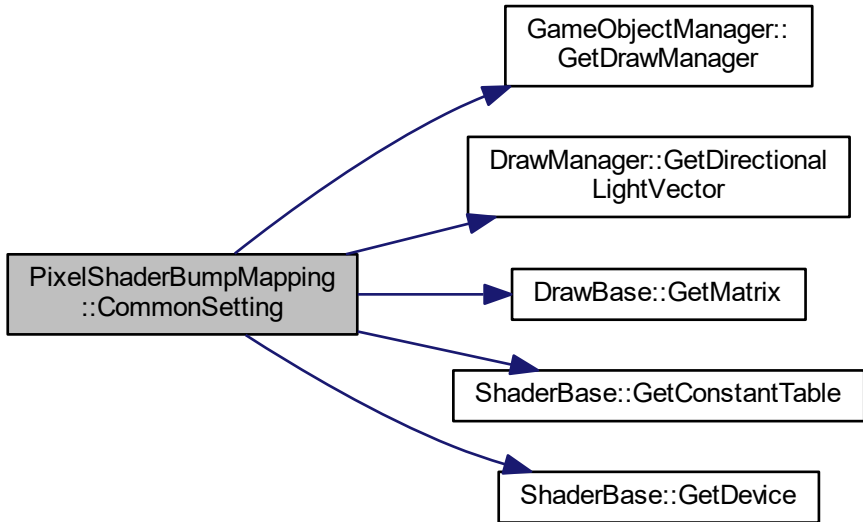 GameObjectManager::
GetDrawManager
DrawManager::GetDirectional
LightVector
PixelShaderBumpMapping
::CommonSetting
DrawBase::GetMatrix
ShaderBase::GetConstantTable
ShaderBase::GetDevice